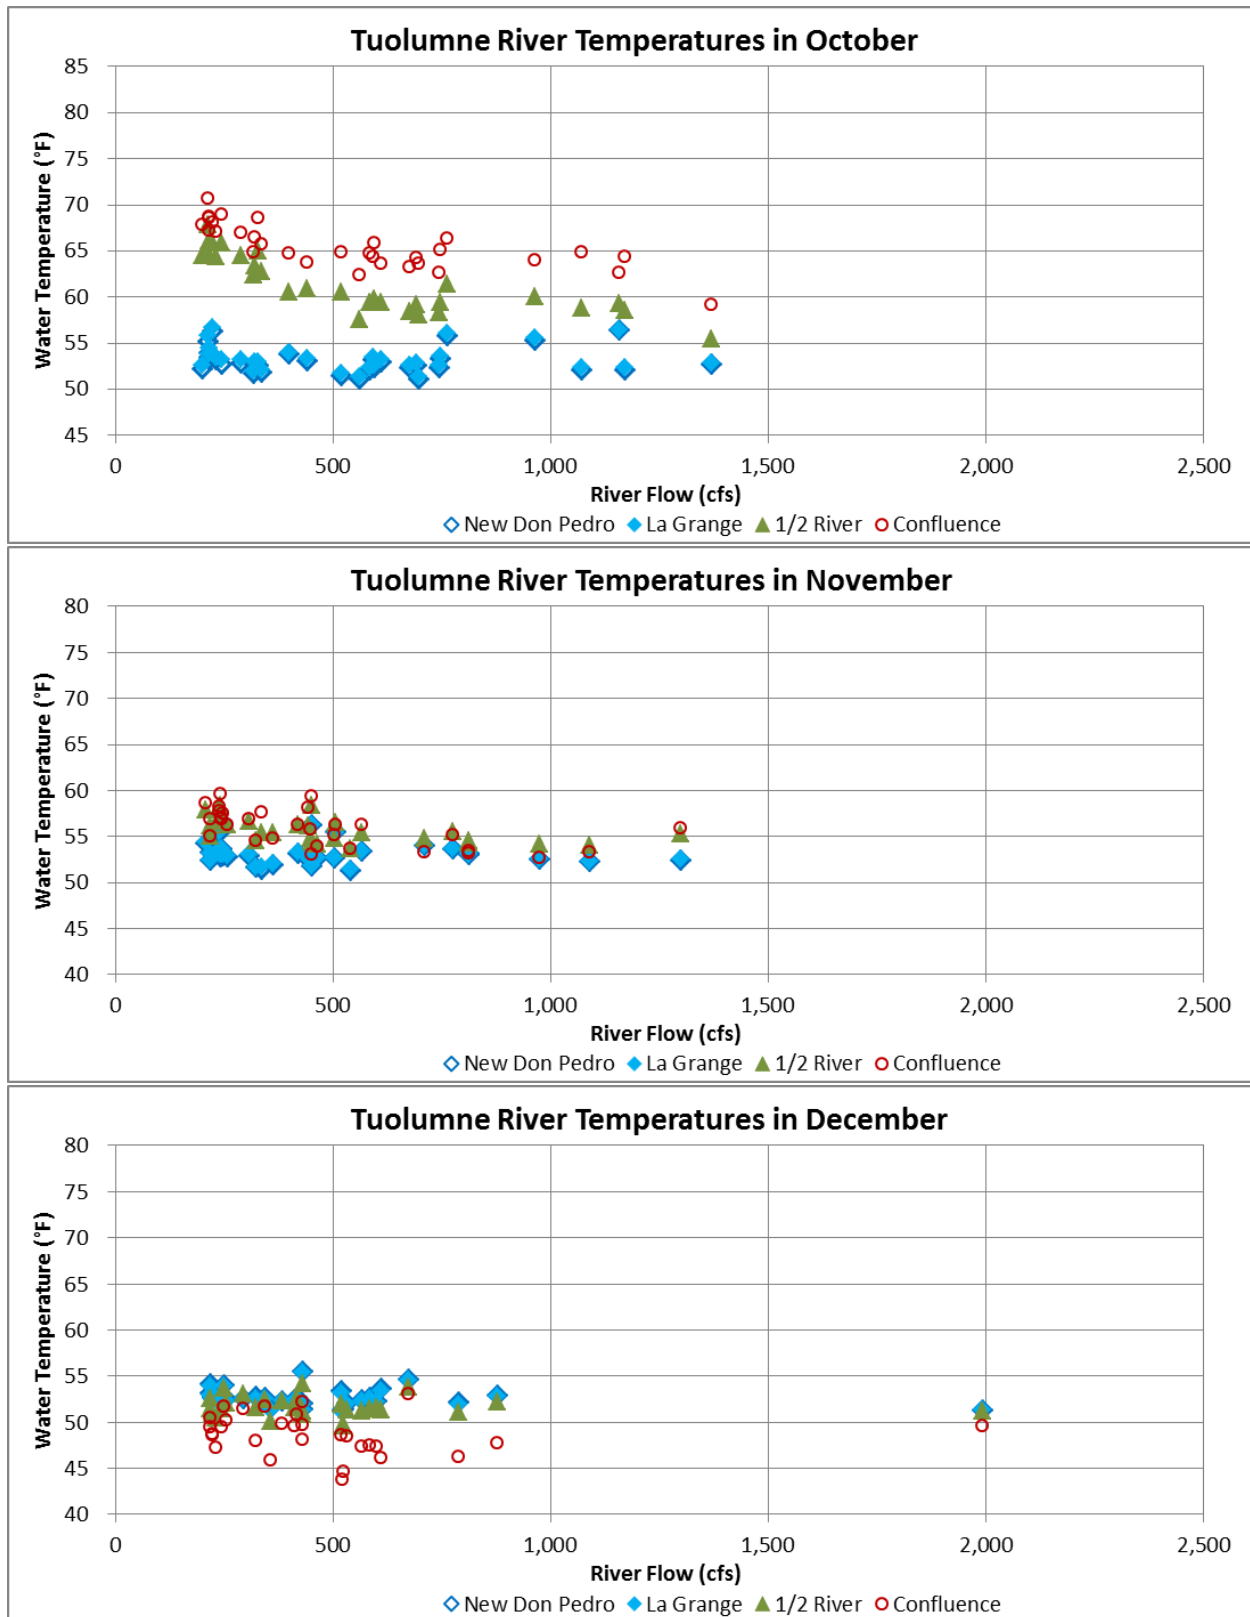 Tuolumne River Temperatures in October
85
80
75
70
65
60
55
50
45
Water Temperature (°F)
0 500 1,000 1,500 2,000 2,500
River Flow (cfs)
New Don Pedro La Grange 1/2 River Confluence
Tuolumne River Temperatures in November
80
75
70
65
60
55
50
45
40
Water Temperature (°F)
0 500 1,000 1,500 2,000 2,500
River Flow (cfs)
New Don Pedro La Grange 1/2 River Confluence
Tuolumne River Temperatures in December
80
75
70
65
60
55
50
45
40
Water Temperature (°F)
0 500 1,000 1,500 2,000 2,500
River Flow (cfs)
New Don Pedro La Grange 1/2 River Confluence